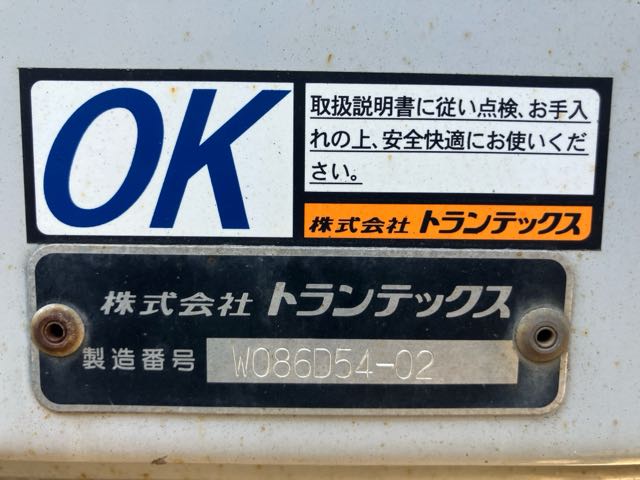 OK
取扱説明書に従い点検、お手入
れの上、安全快適にお使いくだ
さい。
株式会社 トランテックス
株式会社 トランテックス
製造番号 W086D54-02